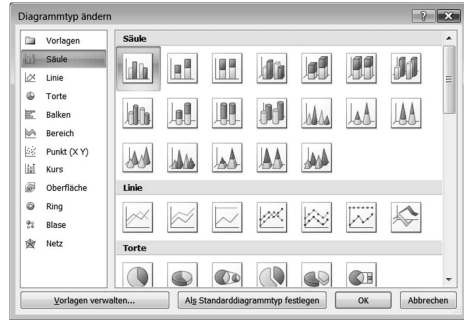 Diagrammtyp ändern
Vorlagen
Säule
Linie
Torte
Balken
Bereich
Punkt (X Y)
Kurs
Oberfläche
Ring
Blase
Netz
Säule
Linie
Torte
Vorlagen verwalten...
Als Standarddiagrammtyp festlegen
OK
Abbrechen